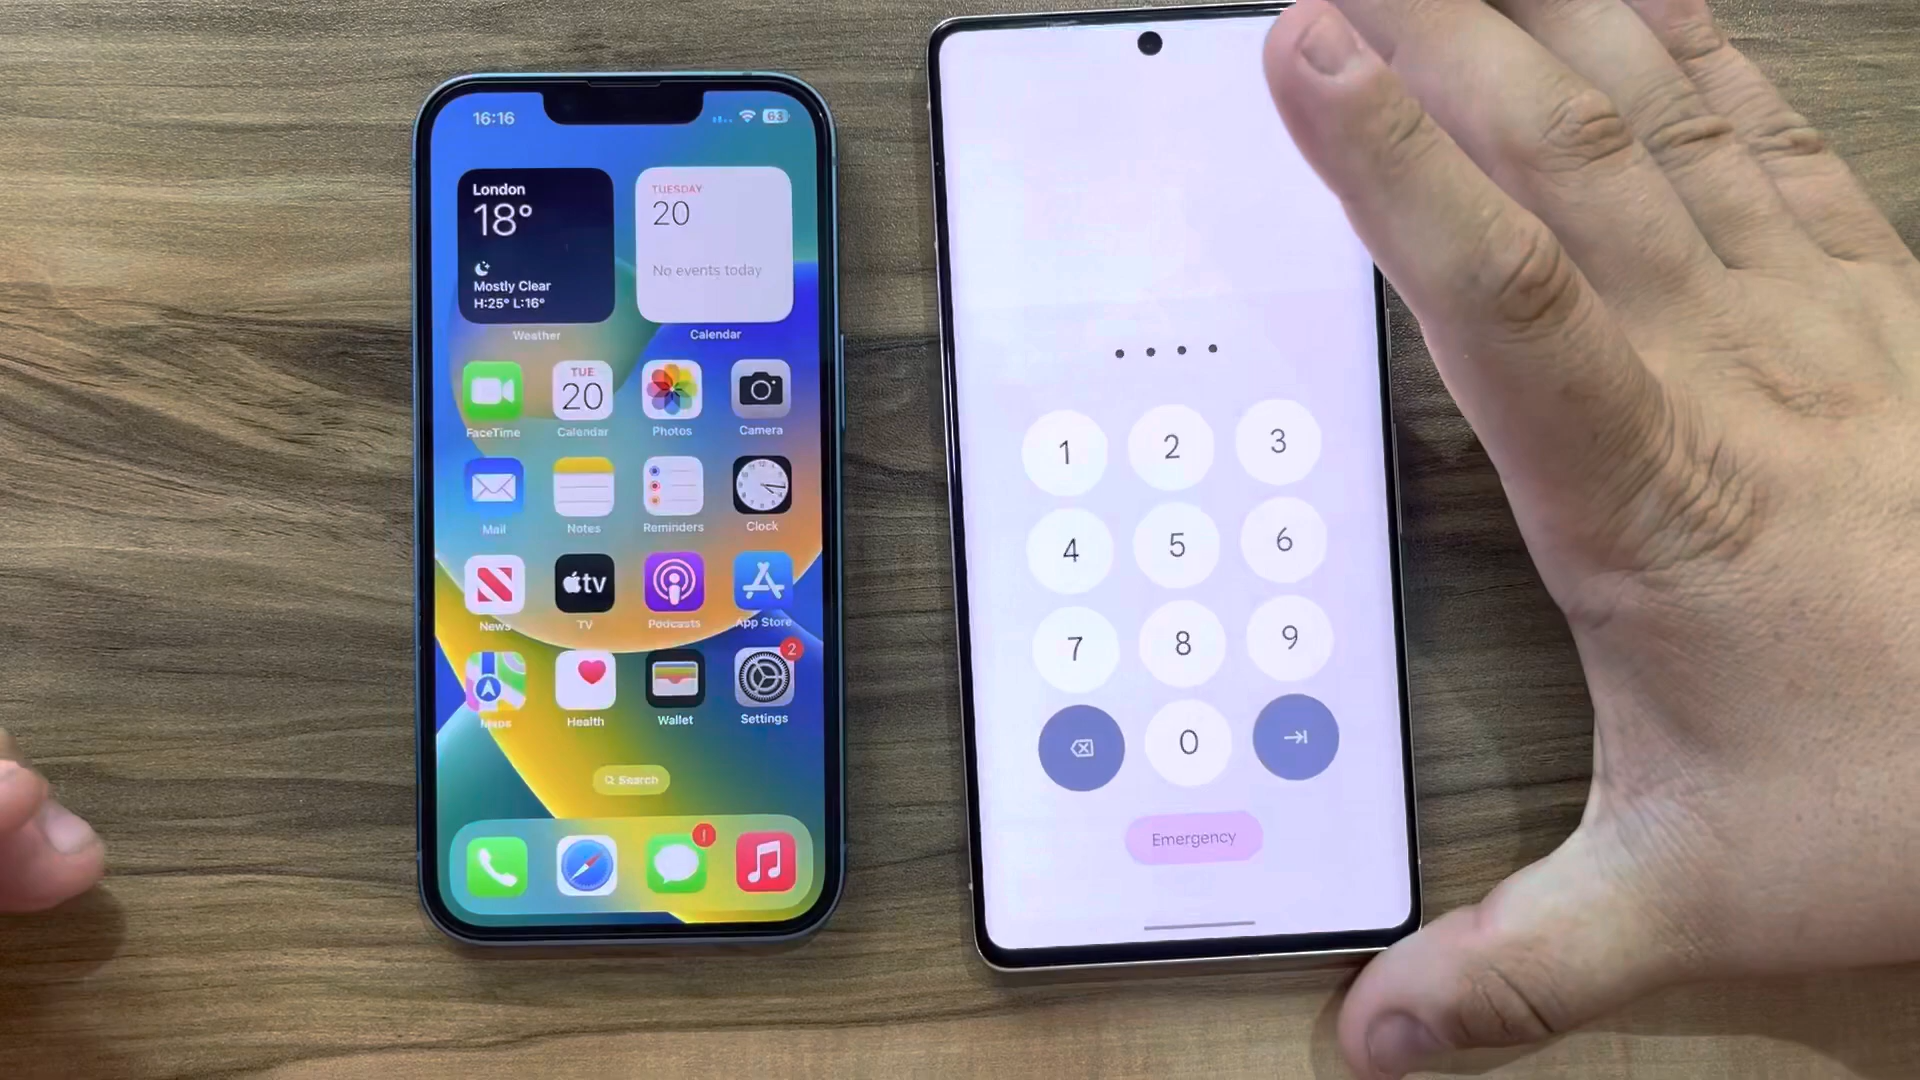 16:16
63
London
18°
Mostly Clear
H:25° L:16°
Weather
TUESDAY
20
No events today
Calendar
FaceTime
TUE
20
Calendar
Photos
Camera
Mail
Notes
Reminders
Clock
News
tv
TV
Podcasts
App Store
Maps
Health
Wallet
2
Settings
Search
!
1
2
3
4
5
6
7
8
9
0
Emergency